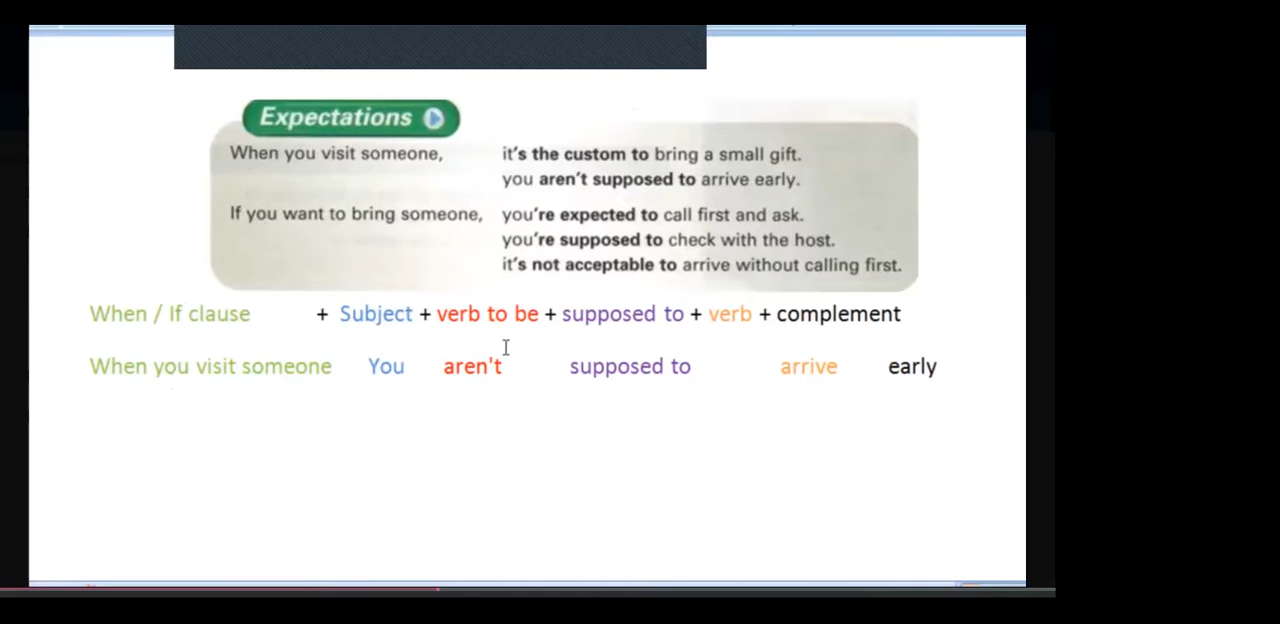 Expectations
When you visit someone, it's the custom to bring a small gift.
you aren't supposed to arrive early.
If you want to bring someone, you're expected to call first and ask.
you're supposed to check with the host.
it's not acceptable to arrive without calling first.
When / If clause + Subject + verb to be + supposed to + verb + complement
When you visit someone You aren't supposed to arrive early